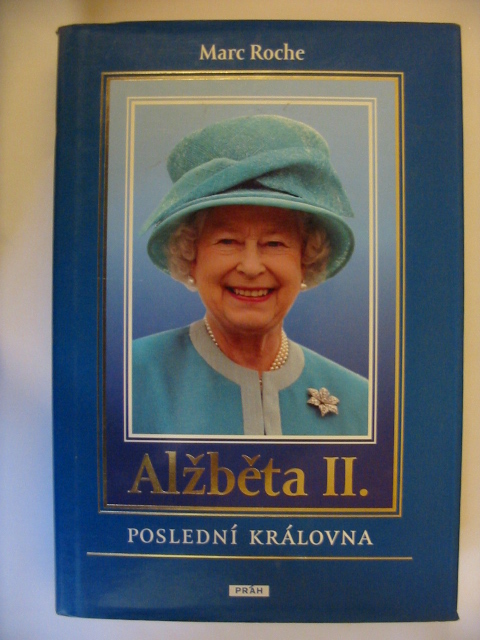 Marc Roche
Alžběta II.
POSLEDNÍ KRÁLOVNA
PRÁH